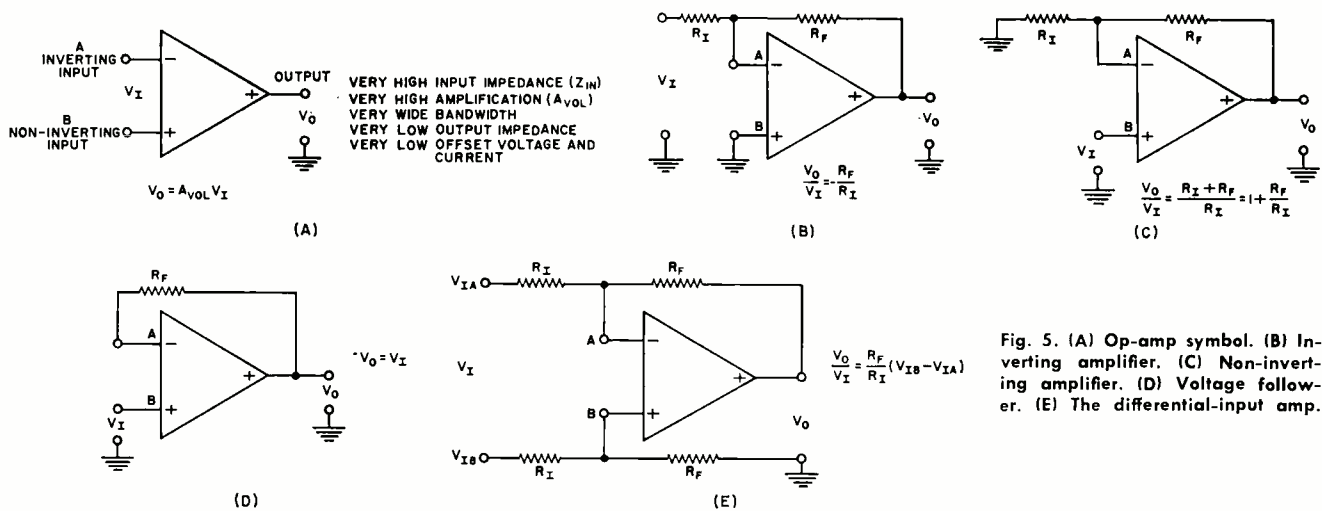 A
INVERTING
INPUT
−
V_I
B
NON-INVERTING
INPUT
+
+
OUTPUT
V_O
VERY HIGH INPUT IMPEDANCE (Z_IN)
VERY HIGH AMPLIFICATION (A_VOL)
VERY WIDE BANDWIDTH
VERY LOW OUTPUT IMPEDANCE
VERY LOW OFFSET VOLTAGE AND
CURRENT
V_O = A_VOL V_I
(A)
R_I
R_F
A
−
V_I
+
B
+
V_O
V_O/V_I = -R_F/R_I
(B)
R_I
R_F
A
−
+
B
+
V_I
V_O
V_O/V_I = (R_I + R_F)/R_I = 1 + R_F/R_I
(C)
R_F
A
−
+
B
+
V_I
V_O
V_O = V_I
(D)
V_IA
R_I
R_F
A
−
V_I
+
B
+
V_O
V_IB
R_I
R_F
V_O/V_I = R_F/R_I (V_IB − V_IA)
(E)
Fig. 5. (A) Op-amp symbol. (B) In-
verting amplifier. (C) Non-invert-
ing amplifier. (D) Voltage follow-
er. (E) The differential-input amp.